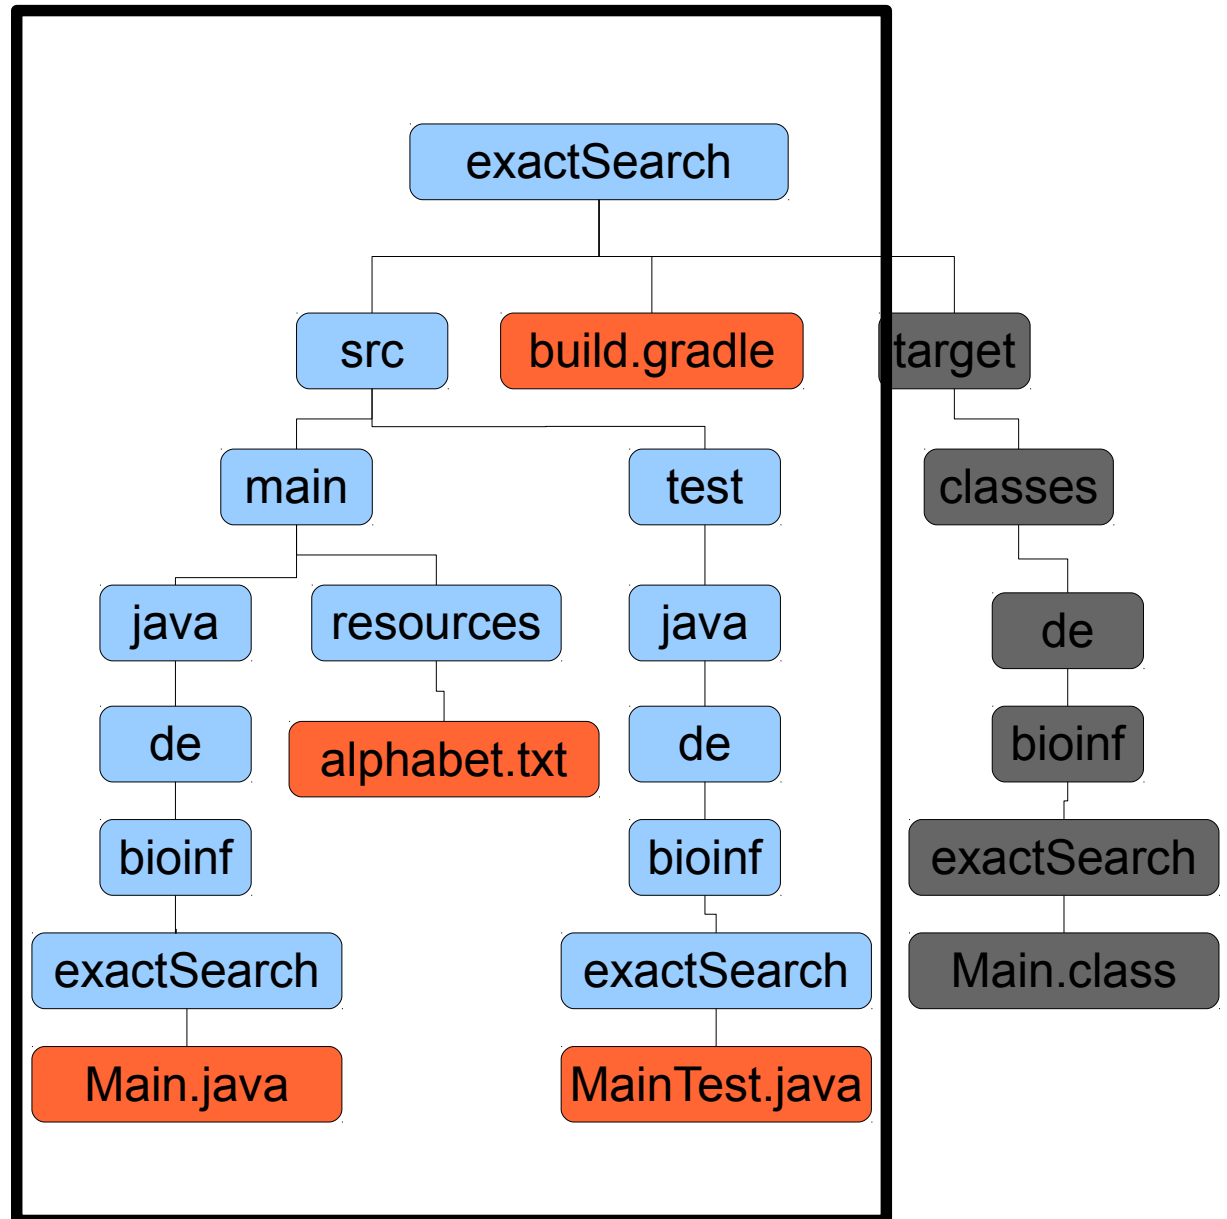 exactSearch
src
build.gradle
target
main
test
classes
java
resources
java
de
de
alphabet.txt
de
bioinf
bioinf
bioinf
exactSearch
exactSearch
exactSearch
Main.class
Main.java
MainTest.java